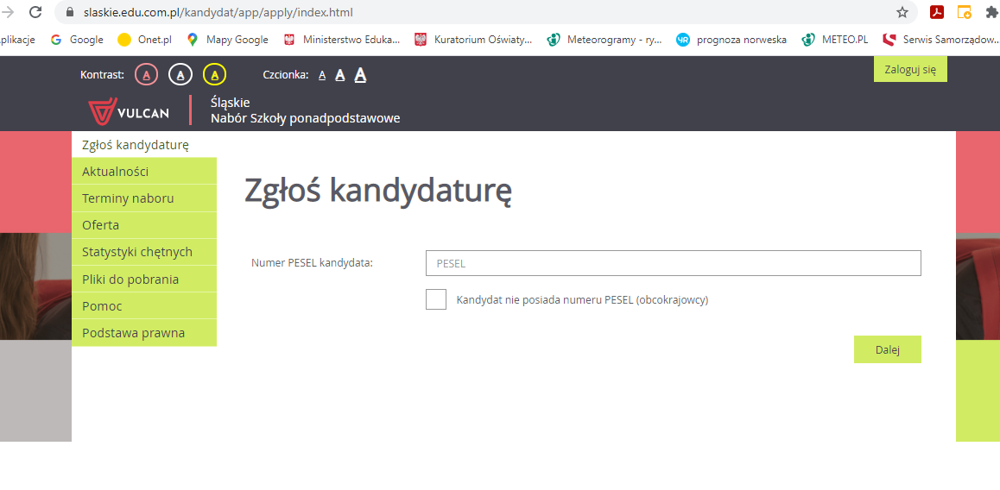 slaskie.edu.com.pl/kandydat/app/apply/index.html
plikacje Google Onet.pl Mapy Google Ministerstwo Eduka... Kuratorium Oświaty... Meteorogramy - ry... prognoza norweska METEO.PL Serwis Samorządow...
Kontrast: A A A Czcionka: A A A
Zaloguj się
VULCAN
Śląskie
Nabór Szkoły ponadpodstawowe
Zgłoś kandydaturę
Aktualności
Terminy naboru
Oferta
Statystyki chętnych
Pliki do pobrania
Pomoc
Podstawa prawna
Zgłoś kandydaturę
Numer PESEL kandydata: PESEL
Kandydat nie posiada numeru PESEL (obcokrajowcy)
Dalej